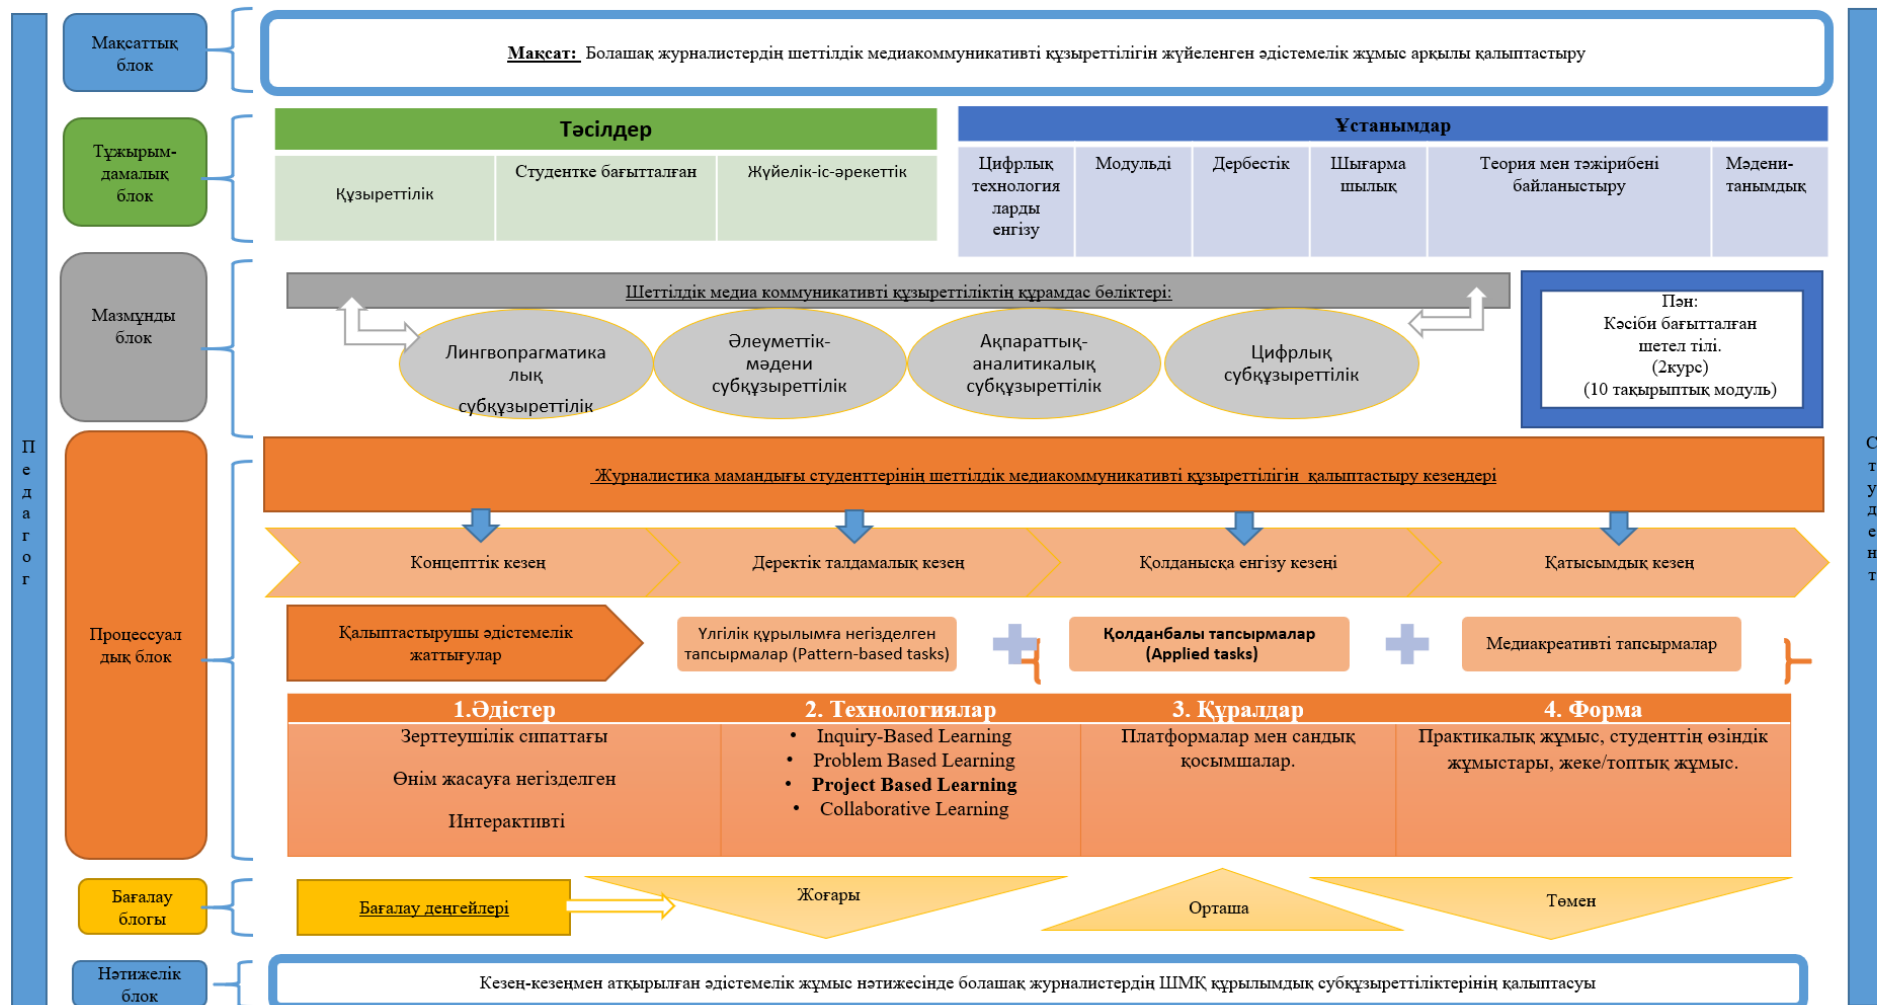 Педагог
Мақсаттық
блок
Мақсат: Болашақ журналистердің шеттілдік медиакоммуникативті құзыреттілігін жүйеленген әдістемелік жұмыс арқылы қалыптастыру
Тұжырым-
дамалық
блок
Тәсілдер
Құзыреттілік
Студентке бағытталған
Жүйелік-іс-әрекеттік
Ұстанымдар
Цифрлық
технология
ларды
енгізу
Модульді
Дербестік
Шығарма
шылық
Теория мен тәжірибені
байланыстыру
Мәдени-
танымдық
Мазмұнды
блок
Шеттілдік медиа коммуникативті құзыреттіліктің құрамдас бөліктері:
Лингвопрагматика
лық
субқұзыреттілік
Әлеуметтік-
мәдени
субқұзыреттілік
Ақпараттық-
аналитикалық
субқұзыреттілік
Цифрлық
субқұзыреттілік
Пән:
Кәсіби бағытталған
шетел тілі.
(2курс)
(10 тақырыптық модуль)
Процессуал
дық блок
Журналистика мамандығы студенттерінің шеттілдік медиакоммуникативті құзыреттілігін қалыптастыру кезеңдері
Концепттік кезең
Деректік талдамалық кезең
Қолданысқа енгізу кезеңі
Қатысымдық кезең
Қалыптастырушы әдістемелік
жаттығулар
Үлгілік құрылымға негізделген
тапсырмалар (Pattern-based tasks)
Қолданбалы тапсырмалар
(Applied tasks)
Медиакреативті тапсырмалар
1.Әдістер
Зерттеушілік сипаттағы
Өнім жасауға негізделген
Интерактивті
2. Технологиялар
• Inquiry-Based Learning
• Problem Based Learning
• Project Based Learning
• Collaborative Learning
3. Құралдар
Платформалар мен сандық
қосымшалар.
4. Форма
Практикалық жұмыс, студенттің өзіндік
жұмыстары, жеке/топтық жұмыс.
Бағалау
блогы
Бағалау деңгейлері
Жоғары
Орташа
Төмен
Нәтижелік
блок
Кезең-кезеңмен атқырылған әдістемелік жұмыс нәтижесінде болашақ журналистердің ШМҚ құрылымдық субқұзыреттіліктерінің қалыптасуы
Студент